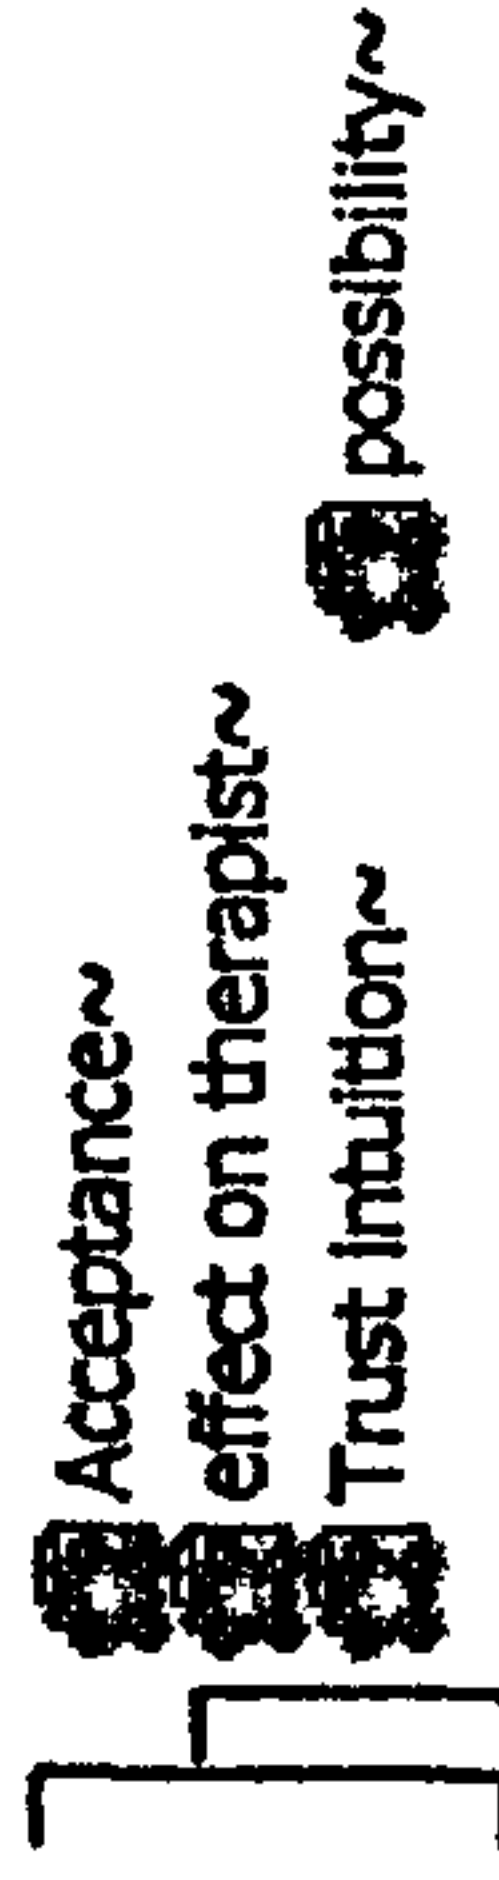 Acceptance~
effect on therapist~
Trust Intuition~
possibility~